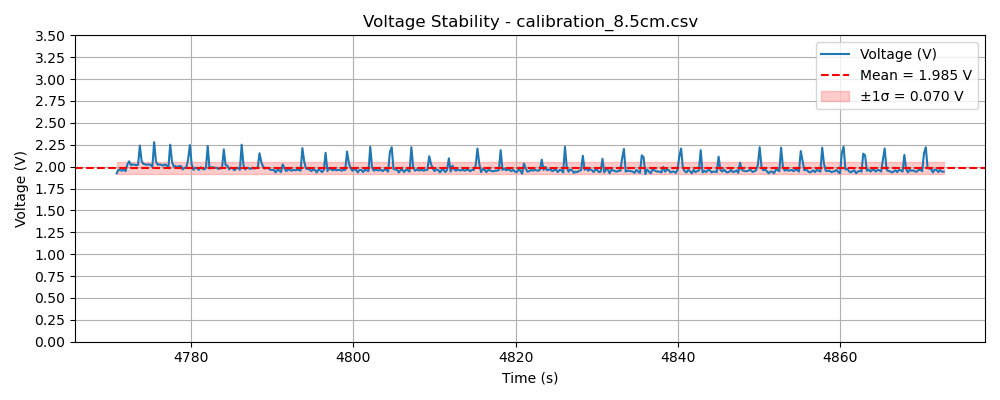 Voltage Stability - calibration_8.5cm.csv
Voltage (V)
Mean = 1.985 V
±1σ = 0.070 V
3.50
3.25
3.00
2.75
2.50
2.25
2.00
1.75
1.50
1.25
1.00
0.75
0.50
0.25
0.00
Voltage (V)
4780 4800 4820 4840 4860
Time (s)